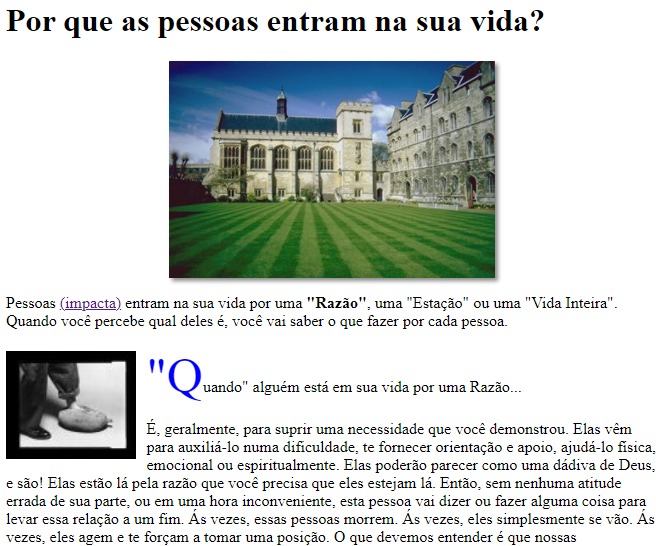 Por que as pessoas entram na sua vida?
Pessoas (impacta) entram na sua vida por uma "Razão", uma "Estação" ou uma "Vida Inteira".
Quando você percebe qual deles é, você vai saber o que fazer por cada pessoa.
"Quando" alguém está em sua vida por uma Razão...
É, geralmente, para suprir uma necessidade que você demonstrou. Elas vêm
para auxiliá-lo numa dificuldade, te fornecer orientação e apoio, ajudá-lo física,
emocional ou espiritualmente. Elas poderão parecer como uma dádiva de Deus,
e são! Elas estão lá pela razão que você precisa que eles estejam lá. Então, sem nenhuma atitude
errada de sua parte, ou em uma hora inconveniente, esta pessoa vai dizer ou fazer alguma coisa para
levar essa relação a um fim. Ás vezes, essas pessoas morrem. Ás vezes, eles simplesmente se vão. Ás
vezes, eles agem e te forçam a tomar uma posição. O que devemos entender é que nossas